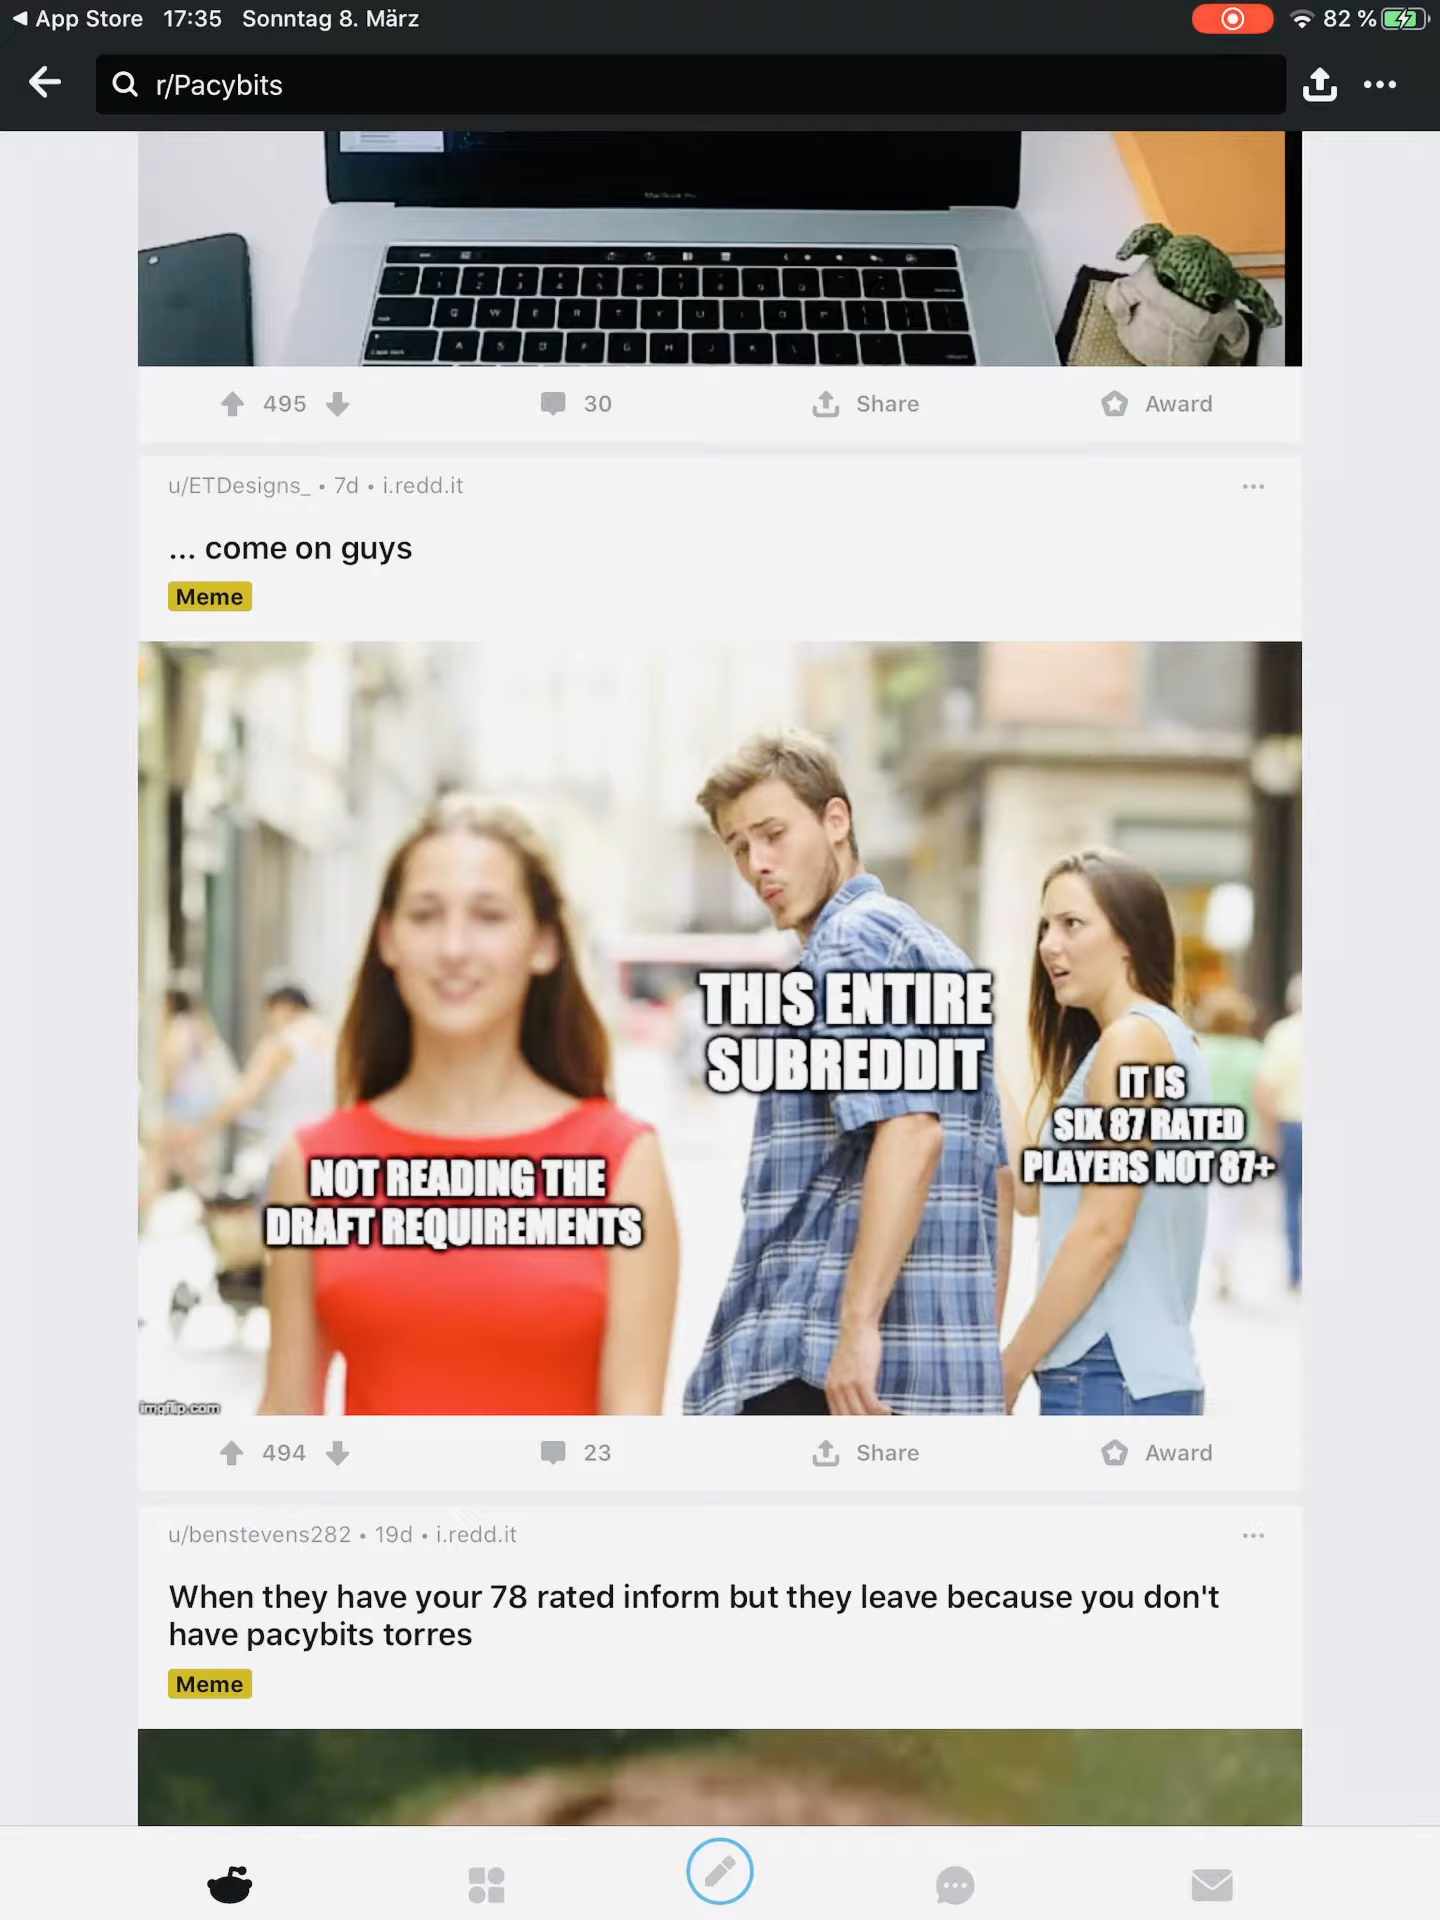 App Store 17:35 Sonntag 8. März 82 %
r/Pacybits
MacBook Pro
495 30 Share Award
u/ETDesigns_ • 7d • i.redd.it
... come on guys
Meme
THIS ENTIRE
SUBREDDIT
IT IS
SIX 87 RATED
PLAYERS NOT 87+
NOT READING THE
DRAFT REQUIREMENTS
imgflip.com
494 23 Share Award
u/benstevens282 • 19d • i.redd.it
When they have your 78 rated inform but they leave because you don't
have pacybits torres
Meme